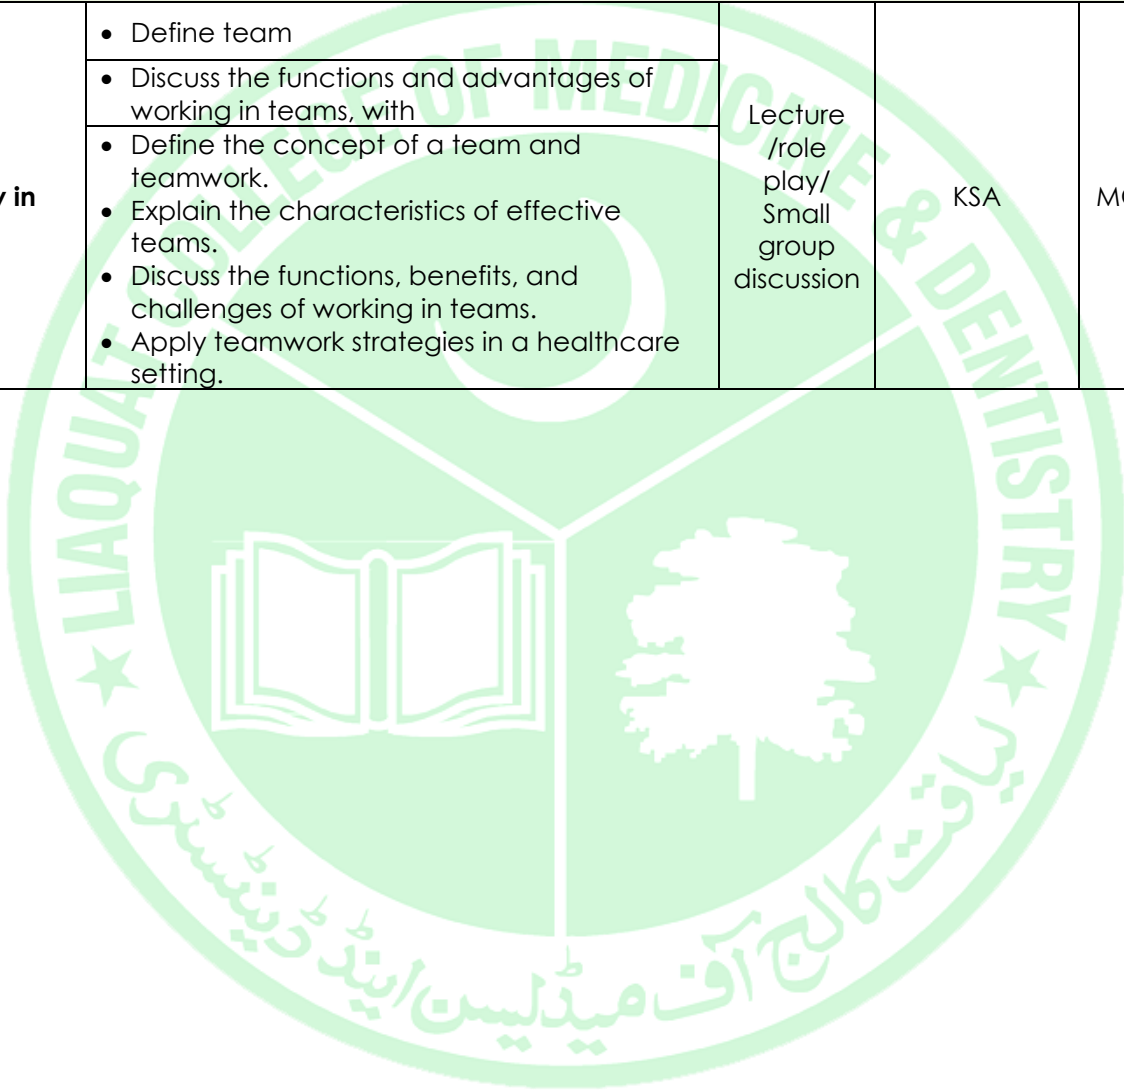 • Define team
• Discuss the functions and advantages of
working in teams, with
• Define the concept of a team and
teamwork.
• Explain the characteristics of effective
teams.
• Discuss the functions, benefits, and
challenges of working in teams.
• Apply teamwork strategies in a healthcare
setting.
in
Lecture
/role
play/
Small
group
discussion
KSA
LIAQUAT COLLEGE OF MEDICINE & DENTISTRY
لیاقت کالج آف میڈیسن اینڈ ڈینٹسٹری